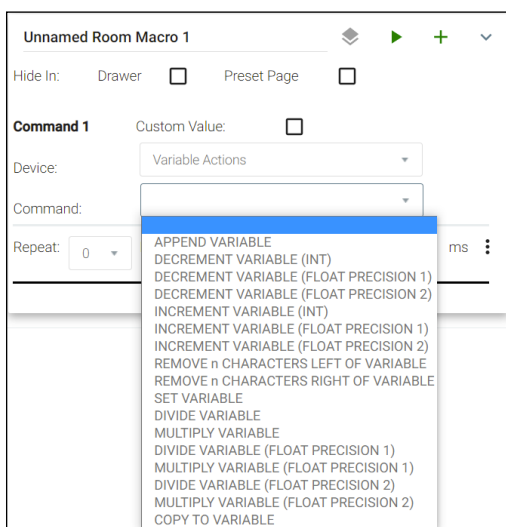 Unnamed Room Macro 1
Hide In: Drawer Preset Page
Command 1 Custom Value:
Device: Variable Actions
Command:
Repeat: 0 ms
APPEND VARIABLE
DECREMENT VARIABLE (INT)
DECREMENT VARIABLE (FLOAT PRECISION 1)
DECREMENT VARIABLE (FLOAT PRECISION 2)
INCREMENT VARIABLE (INT)
INCREMENT VARIABLE (FLOAT PRECISION 1)
INCREMENT VARIABLE (FLOAT PRECISION 2)
REMOVE n CHARACTERS LEFT OF VARIABLE
REMOVE n CHARACTERS RIGHT OF VARIABLE
SET VARIABLE
DIVIDE VARIABLE
MULTIPLY VARIABLE
DIVIDE VARIABLE (FLOAT PRECISION 1)
MULTIPLY VARIABLE (FLOAT PRECISION 1)
DIVIDE VARIABLE (FLOAT PRECISION 2)
MULTIPLY VARIABLE (FLOAT PRECISION 2)
COPY TO VARIABLE